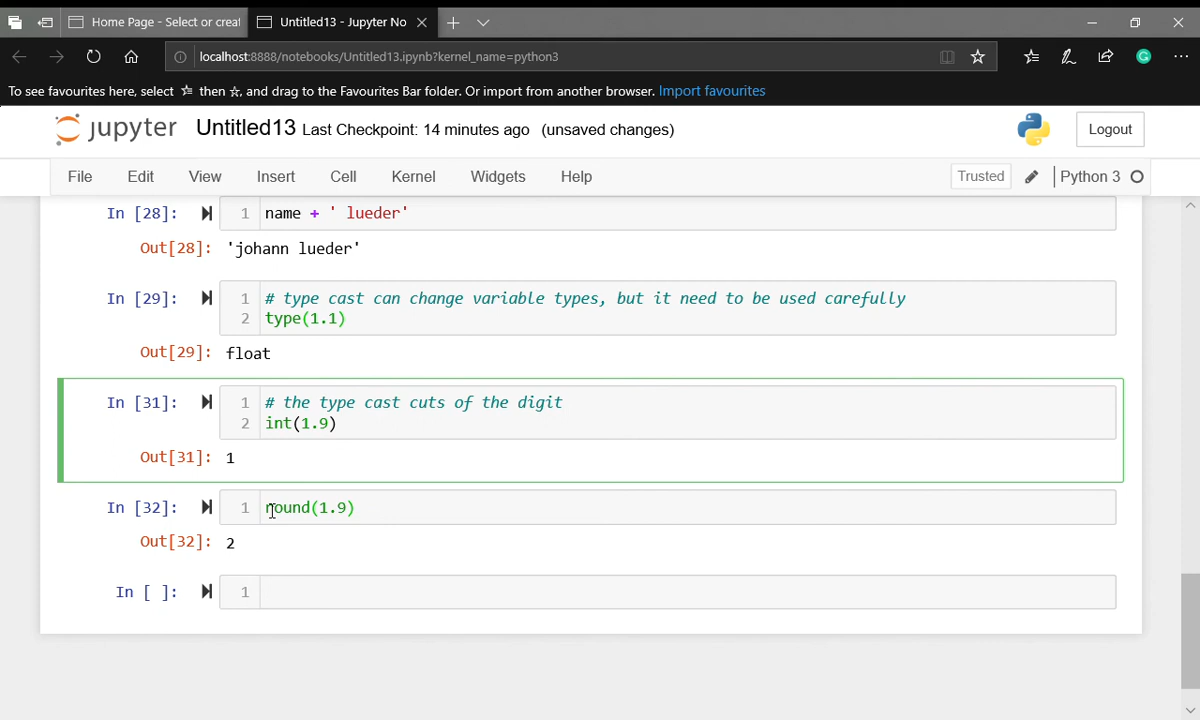 Home Page - Select or creat
Untitled13 - Jupyter No
localhost:8888/notebooks/Untitled13.ipynb?kernel_name=python3
To see favourites here, select then , and drag to the Favourites Bar folder. Or import from another browser. Import favourites
jupyter Untitled13 Last Checkpoint: 14 minutes ago (unsaved changes)
Logout
File Edit View Insert Cell Kernel Widgets Help
Trusted Python 3
In [28]: 1 name + ' lueder'
Out[28]: 'johann lueder'
In [29]: 1 # type cast can change variable types, but it need to be used carefully
2 type(1.1)
Out[29]: float
In [31]: 1 # the type cast cuts of the digit
2 int(1.9)
Out[31]: 1
In [32]: 1 round(1.9)
Out[32]: 2
In [ ]: 1